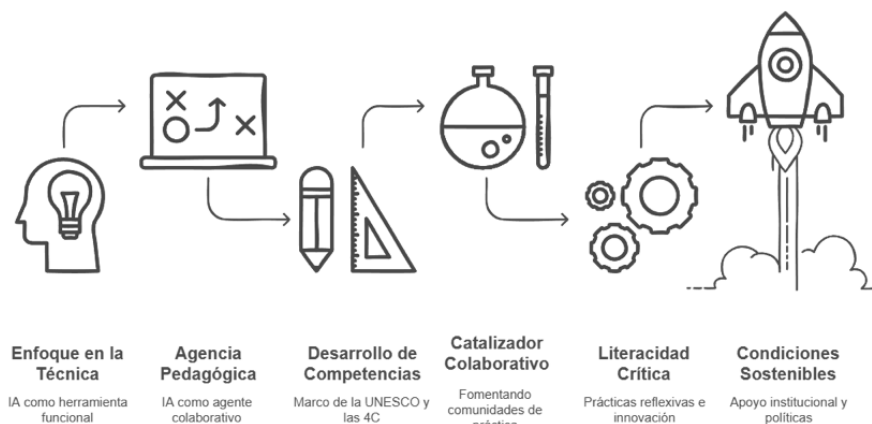 Enfoque en la
Técnica
IA como herramienta
funcional
Agencia
Pedagógica
IA como agente
colaborativo
Desarrollo de
Competencias
Marco de la UNESCO y
las 4C
Catalizador
Colaborativo
Fomentando
comunidades de
Literacidad
Crítica
Prácticas reflexivas e
innovación
Condiciones
Sostenibles
Apoyo institucional y
políticas